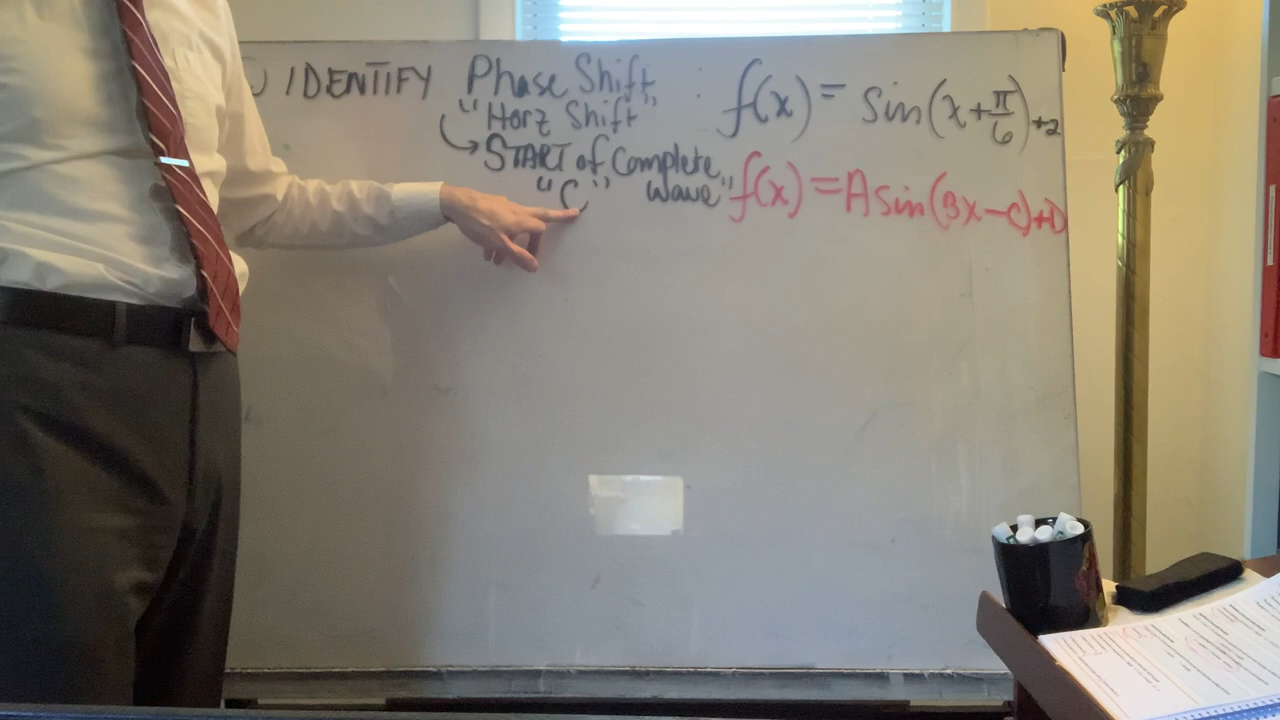 ) IDENTIFY Phase Shift : f(x) = Sin(x+π/6)+2
"Horz Shift"
START of Complete Wave"
"C"
f(x) = A sin(Bx-c)+D